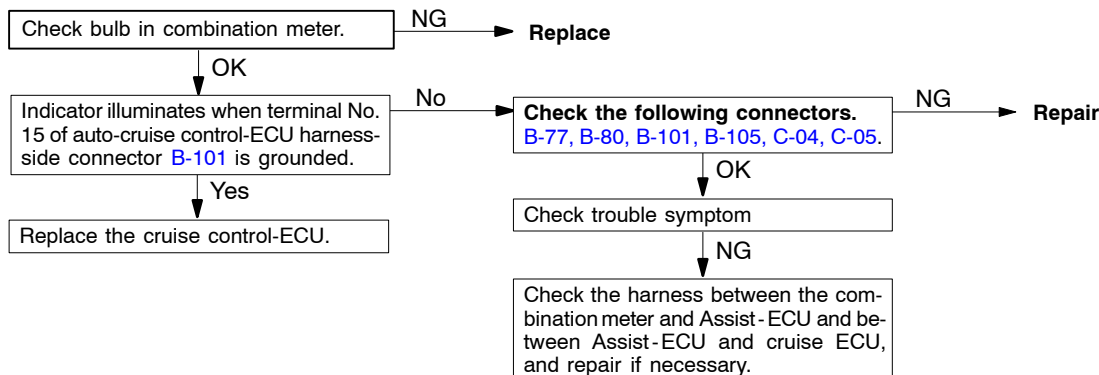 Check bulb in combination meter.
NG
Replace
OK
Indicator illuminates when terminal No.
15 of auto-cruise control-ECU harness-
side connector B-101 is grounded.
No
Check the following connectors.
B-77, B-80, B-101, B-105, C-04, C-05.
NG
Repair
Yes
OK
Replace the cruise control-ECU.
Check trouble symptom
NG
Check the harness between the com-
bination meter and Assist-ECU and be-
tween Assist-ECU and cruise ECU,
and repair if necessary.